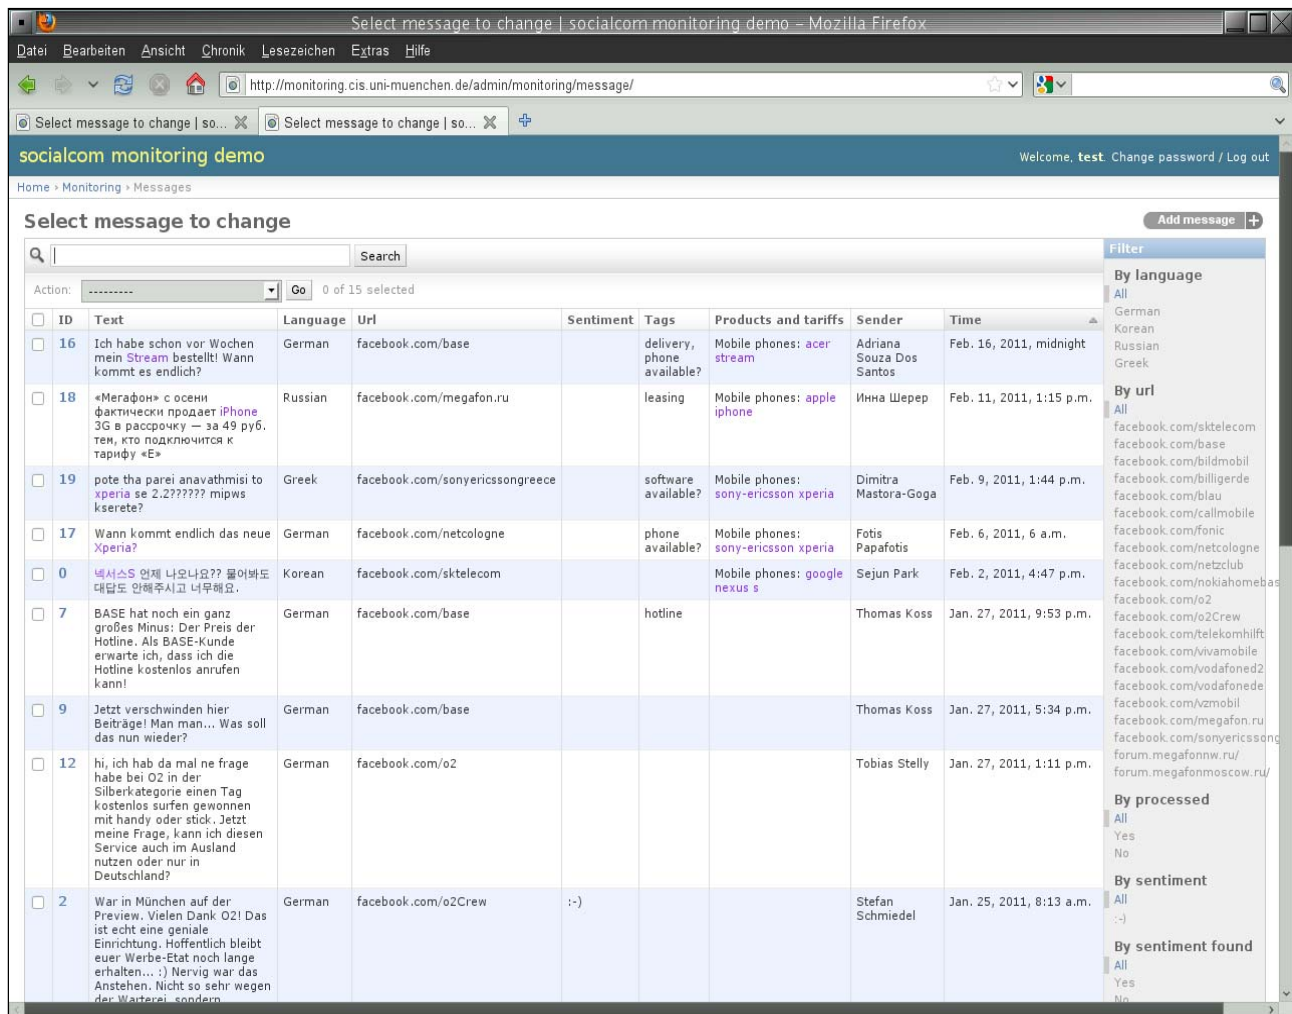 Select message to change | socialcom monitoring demo – Mozilla Firefox
Datei Bearbeiten Ansicht Chronik Lesezeichen Extras Hilfe
http://monitoring.cis.uni-muenchen.de/admin/monitoring/message/
Select message to change | so... Select message to change | so...
socialcom monitoring demo
Welcome, test. Change password / Log out
Home › Monitoring › Messages
Select message to change
Add message +
Search
Action: --------- Go 0 of 15 selected
ID Text Language Url Sentiment Tags Products and tariffs Sender Time
16 Ich habe schon vor Wochen German facebook.com/base delivery, Mobile phones: acer Adriana Feb. 16, 2011, midnight
mein Stream bestellt! Wann phone stream Souza Dos
kommt es endlich? available? Santos
18 «Мегафон» с осени Russian facebook.com/megafon.ru leasing Mobile phones: apple Инна Шерер Feb. 11, 2011, 1:15 p.m.
фактически продает iPhone iphone
3G в рассрочку — за 49 руб.
тем, кто подключится к
тарифу «Е»
19 pote tha parei anavathmisi to Greek facebook.com/sonyericssongreece software Mobile phones: Dimitra Feb. 9, 2011, 1:44 p.m.
xperia se 2.2?????? mipws available? sony-ericsson xperia Mastora-Goga
kserete?
17 Wann kommt endlich das neue German facebook.com/netcologne phone Mobile phones: Fotis Feb. 6, 2011, 6 a.m.
Xperia? available? sony-ericsson xperia Papafotis
0 넥서스S 언제 나오나요?? 물어봐도 Korean facebook.com/sktelecom Mobile phones: google Sejun Park Feb. 2, 2011, 4:47 p.m.
대답도 안해주시고 너무해요. nexus s
7 BASE hat noch ein ganz German facebook.com/base hotline Thomas Koss Jan. 27, 2011, 9:53 p.m.
großes Minus: Der Preis der
Hotline. Als BASE-Kunde
erwarte ich, dass ich die
Hotline kostenlos anrufen
kann!
9 Jetzt verschwinden hier German facebook.com/base Thomas Koss Jan. 27, 2011, 5:34 p.m.
Beiträge! Man man... Was soll
das nun wieder?
12 hi, ich hab da mal ne frage German facebook.com/o2 Tobias Stelly Jan. 27, 2011, 1:11 p.m.
habe bei O2 in der
Silberkategorie einen Tag
kostenlos surfen gewonnen
mit handy oder stick. Jetzt
meine Frage, kann ich diesen
Service auch im Ausland
nutzen oder nur in
Deutschland?
2 War in München auf der German facebook.com/o2Crew :-) Stefan Jan. 25, 2011, 8:13 a.m.
Preview. Vielen Dank O2! Das Schmiedel
ist echt eine geniale
Einrichtung. Hoffentlich bleibt
euer Werbe-Etat noch lange
erhalten... :) Nervig war das
Anstehen. Nicht so sehr wegen
der Warterei, sondern
Filter
By language
All
German
Korean
Russian
Greek
By url
All
facebook.com/sktelecom
facebook.com/base
facebook.com/bildmobil
facebook.com/billigerde
facebook.com/blau
facebook.com/callmobile
facebook.com/fonic
facebook.com/netcologne
facebook.com/netzclub
facebook.com/nokiahomebas
facebook.com/o2
facebook.com/o2Crew
facebook.com/telekomhilft
facebook.com/vivamobile
facebook.com/vodafoned2
facebook.com/vodafonede
facebook.com/vzmobil
facebook.com/megafon.ru
facebook.com/sonyericssong
forum.megafonnw.ru/
forum.megafonmoscow.ru/
By processed
All
Yes
No
By sentiment
All
:-)
By sentiment found
All
Yes
No